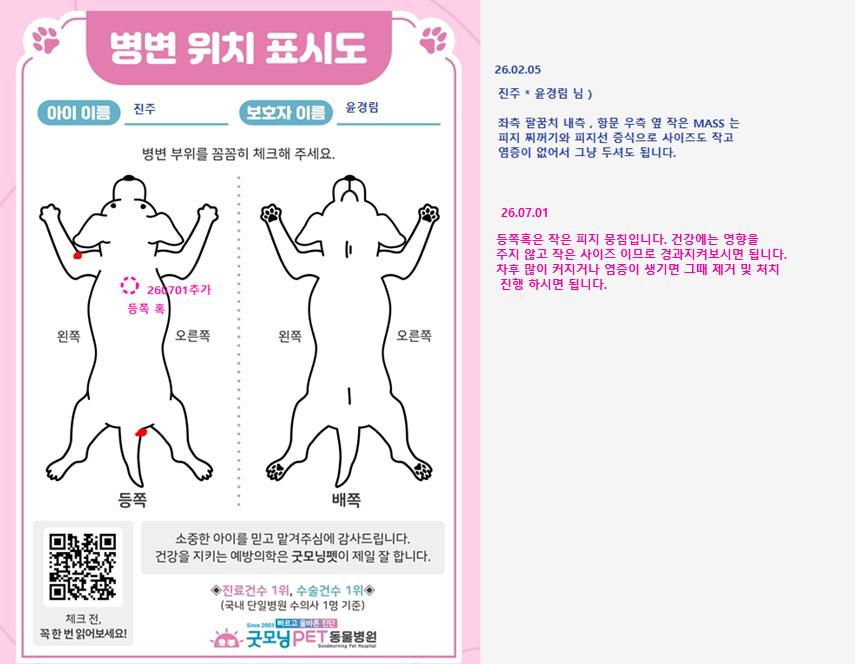 병변 위치 표시도
아이 이름 진주 보호자 이름 윤경림
병변 부위를 꼼꼼히 체크해 주세요.
260701추가
등쪽 혹
왼쪽 오른쪽 왼쪽 오른쪽
등쪽 배쪽
체크 전,
꼭 한 번 읽어보세요!
소중한 아이를 믿고 맡겨주심에 감사드립니다.
건강을 지키는 예방의학은 굿모닝펫이 제일 잘 합니다.
◈진료건수 1위, 수술건수 1위◈
(국내 단일병원 수의사 1명 기준)
Since 2003 빠르고 올바른 진단
굿모닝PET동물병원
Goodmorning Pet Hospital
26.02.05
진주 * 윤경림 님 )
좌측 팔꿈치 내측 , 항문 우측 옆 작은 MASS 는
피지 찌꺼기와 피지선 증식으로 사이즈도 작고
염증이 없어서 그냥 두셔도 됩니다.
26.07.01
등쪽혹은 작은 피지 뭉침입니다. 건강에는 영향을
주지 않고 작은 사이즈 이므로 경과지켜보시면 됩니다.
차후 많이 커지거나 염증이 생기면 그때 제거 및 처치
진행 하시면 됩니다.